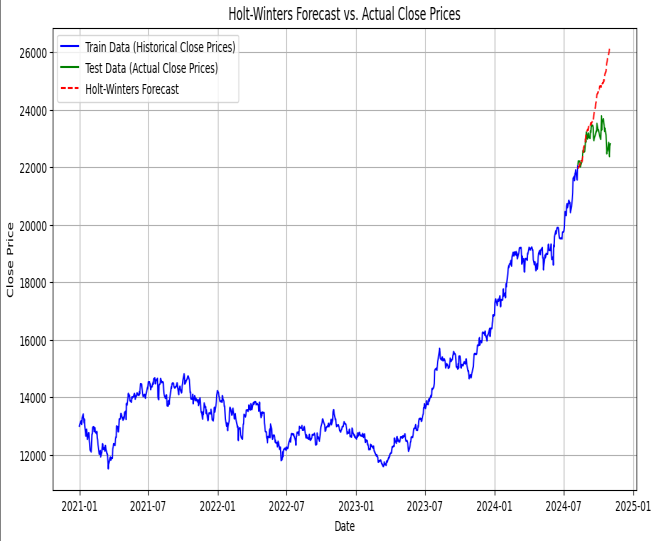 Holt-Winters Forecast vs. Actual Close Prices
Train Data (Historical Close Prices)
Test Data (Actual Close Prices)
Holt-Winters Forecast
26000
24000
22000
20000
18000
16000
14000
12000
Close Price
2021-01 2021-07 2022-01 2022-07 2023-01 2023-07 2024-01 2024-07 2025-01
Date